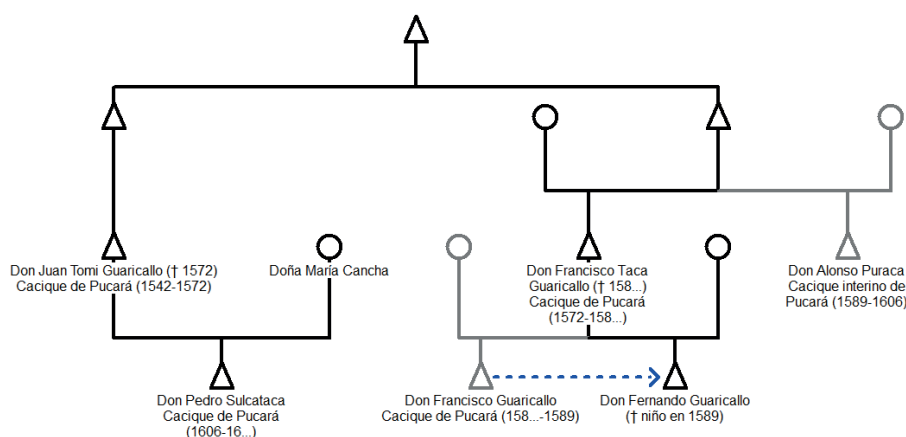 Don Juan Tomi Guaricallo († 1572)
Cacique de Pucará (1542-1572)
Doña María Cancha
Don Francisco Taca
Guaricallo († 158...)
Cacique de Pucará
(1572-158...)
Don Alonso Puraca
Cacique interino de
Pucará (1589-1606)
Don Pedro Sulcataca
Cacique de Pucará
(1606-16...)
Don Francisco Guaricallo
Cacique de Pucará (158...-1589)
Don Fernando Guaricallo
(† niño en 1589)